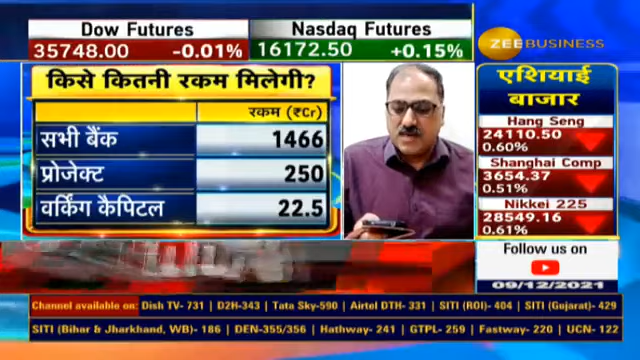 Dow Futures
35748.00 -0.01%
Nasdaq Futures
16172.50 +0.15%
ZEE BUSINESS
किसे कितनी रकम मिलेगी?
रकम (₹Cr)
सभी बैंक 1466
प्रोजेक्ट 250
वर्किंग कैपिटल 22.5
एशियाई
बाजार
Hang Seng
24110.50
0.60%
Shanghai Comp
3654.37
0.51%
Nikkei 225
28549.16
0.61%
Follow us on
09/12/2021
Channel available on: Dish TV- 731 | D2H-343 | Tata Sky-590 | Airtel DTH- 331 | SITI (ROI)- 404 | SITI (Gujarat)- 429
SITI (Bihar & Jharkhand, WB)- 186 | DEN-355/356 | Hathway- 241 | GTPL- 259 | Fastway- 220 | UCN- 122